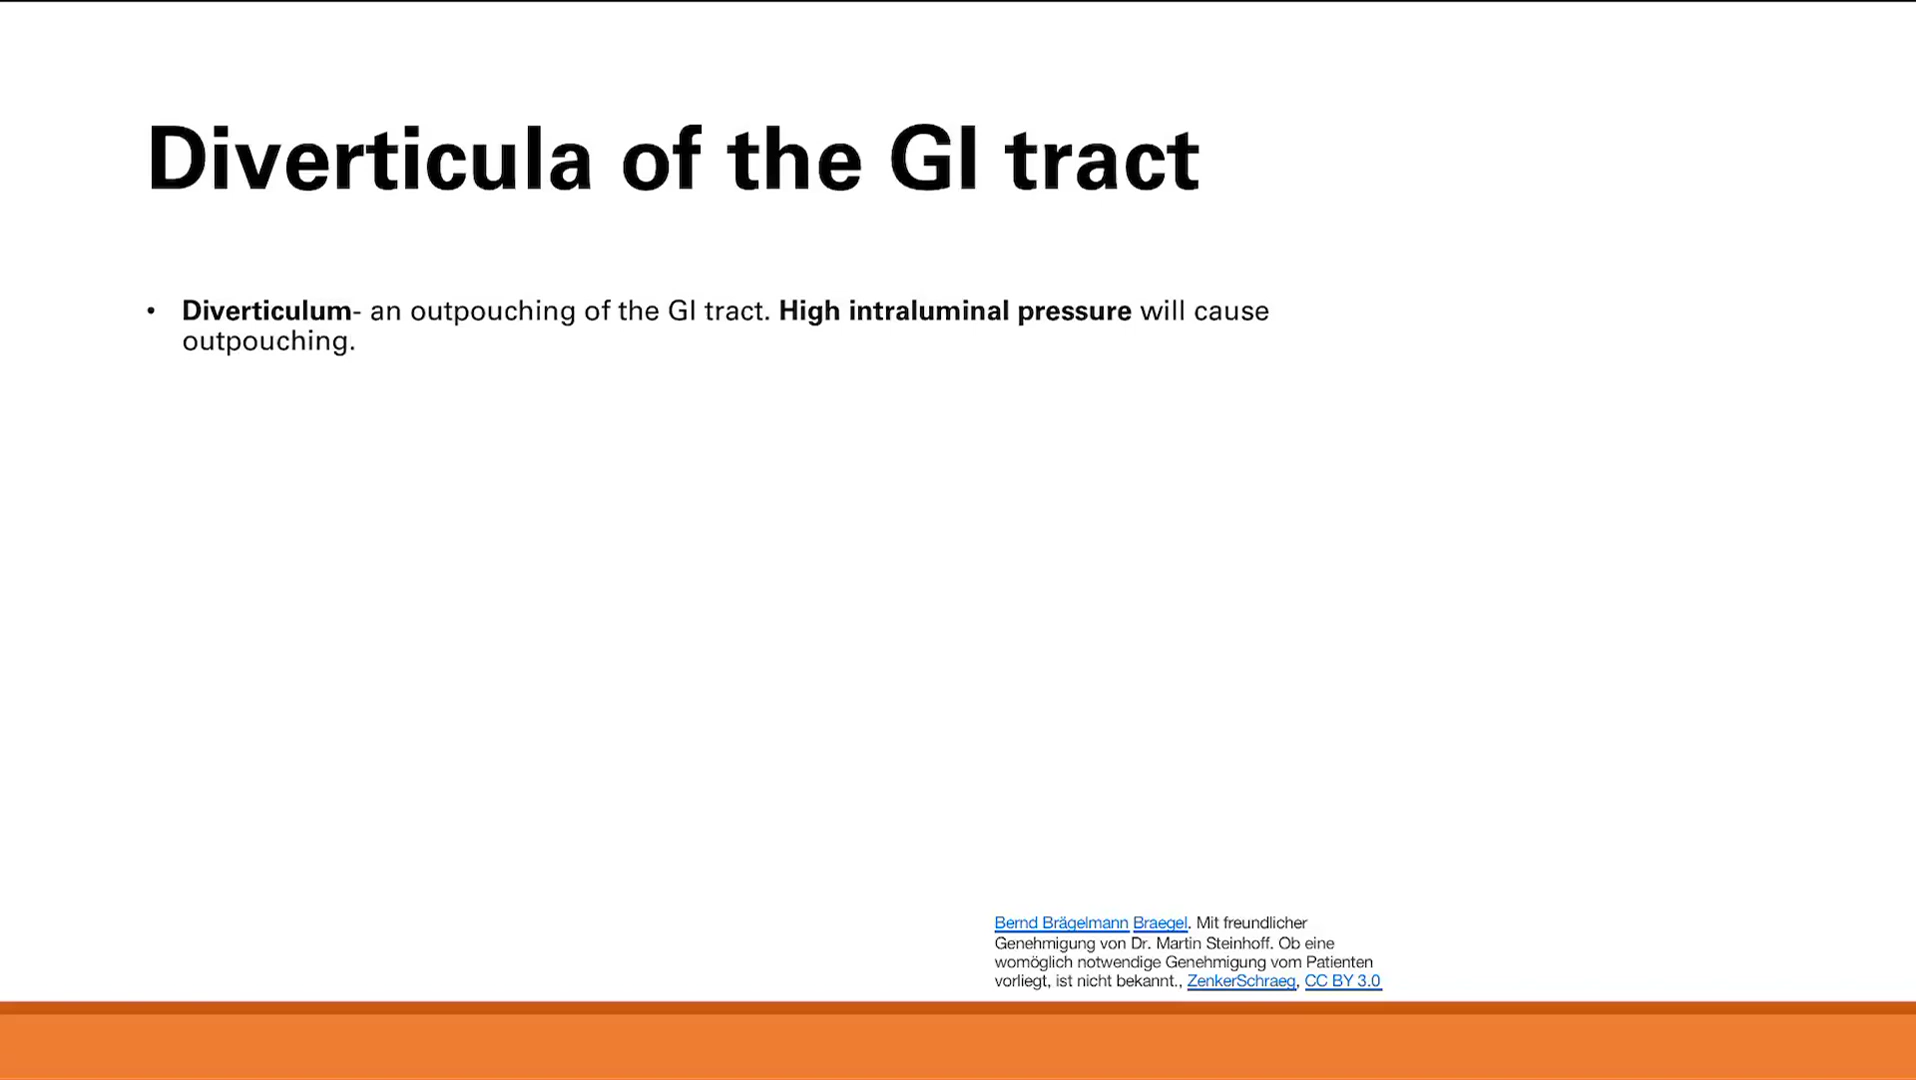 Diverticula of the GI tract
• Diverticulum- an outpouching of the GI tract. High intraluminal pressure will cause
outpouching.
Bernd Brägelmann Braegel. Mit freundlicher
Genehmigung von Dr. Martin Steinhoff. Ob eine
womöglich notwendige Genehmigung vom Patienten
vorliegt, ist nicht bekannt., ZenkerSchraeg, CC BY 3.0